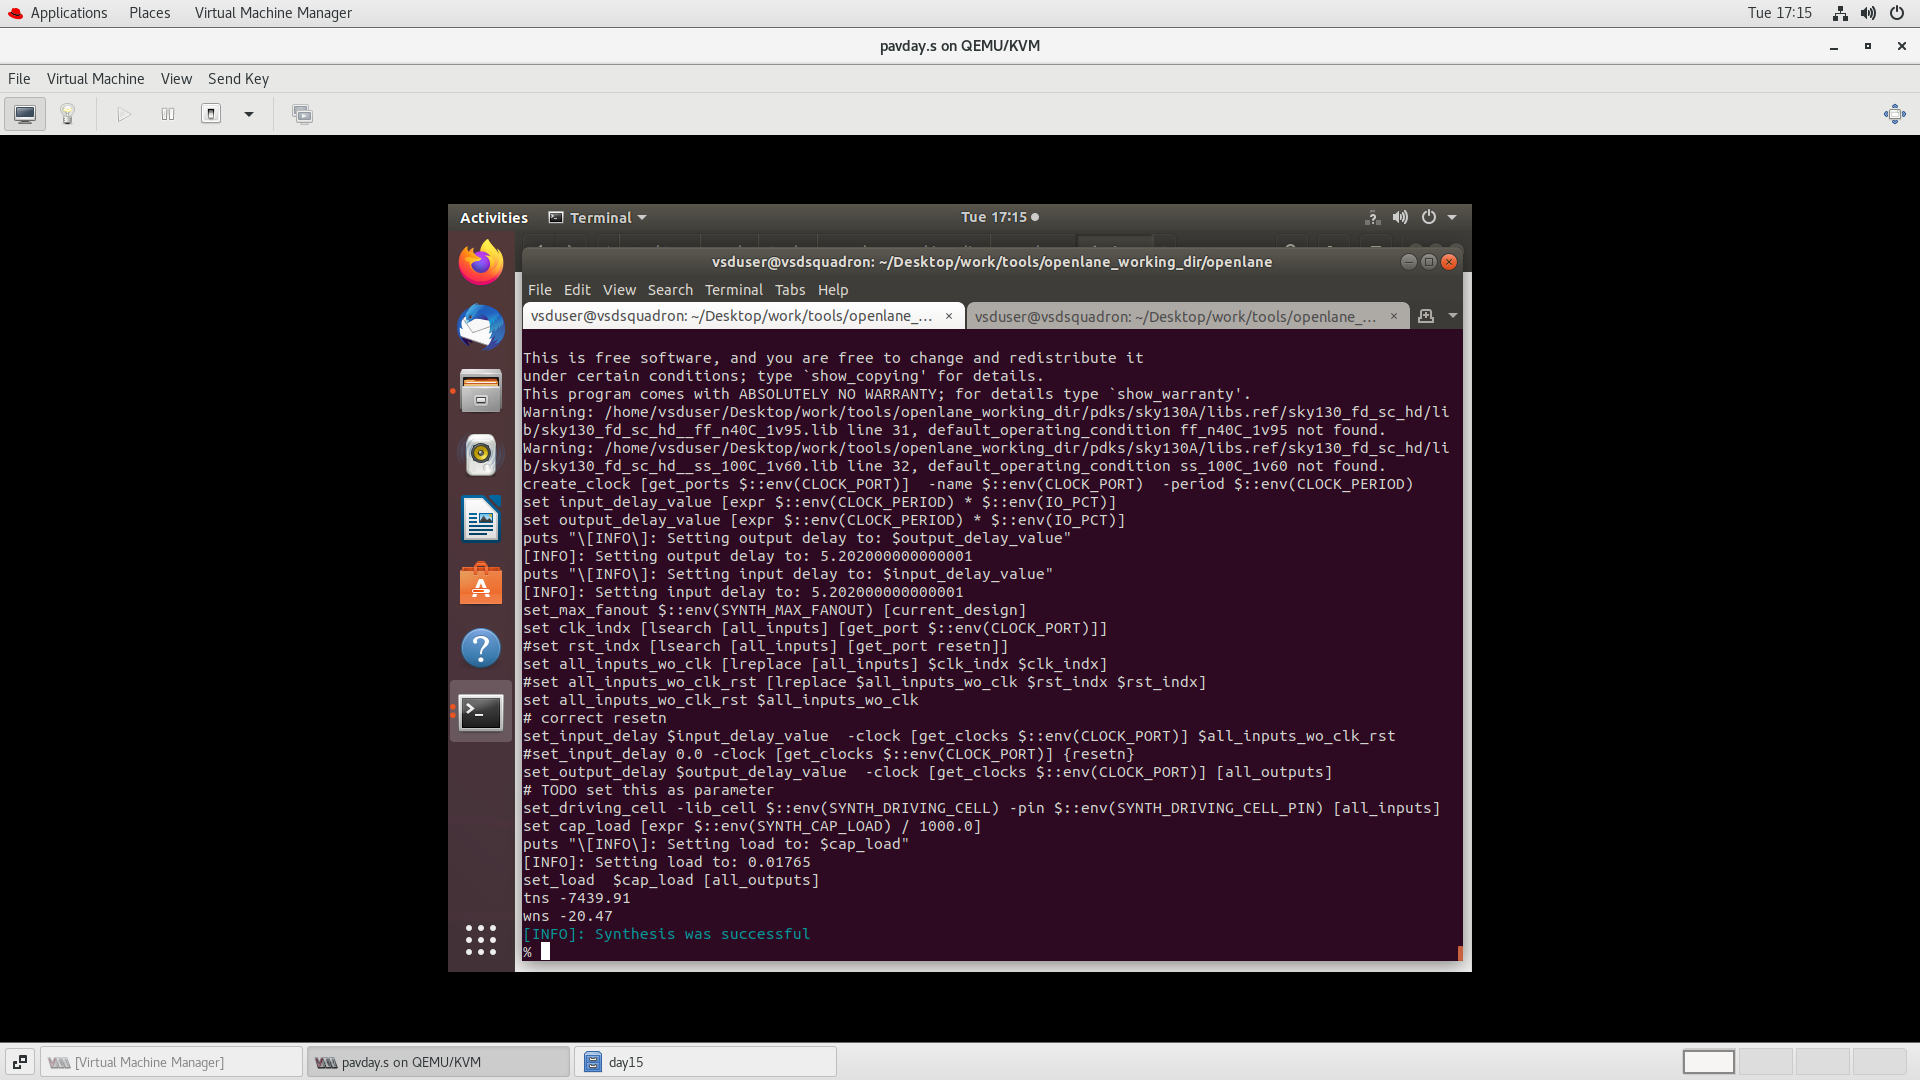 Applications Places Virtual Machine Manager Tue 17:15
pavday.s on QEMU/KVM
File Virtual Machine View Send Key
Activities Terminal Tue 17:15
vsduser@vsdsquadron: ~/Desktop/work/tools/openlane_working_dir/openlane
File Edit View Search Terminal Tabs Help
vsduser@vsdsquadron: ~/Desktop/work/tools/openlane_... × vsduser@vsdsquadron: ~/Desktop/work/tools/openlane_... ×
This is free software, and you are free to change and redistribute it
under certain conditions; type `show_copying' for details.
This program comes with ABSOLUTELY NO WARRANTY; for details type `show_warranty'.
Warning: /home/vsduser/Desktop/work/tools/openlane_working_dir/pdks/sky130A/libs.ref/sky130_fd_sc_hd/li
b/sky130_fd_sc_hd__ff_n40C_1v95.lib line 31, default_operating_condition ff_n40C_1v95 not found.
Warning: /home/vsduser/Desktop/work/tools/openlane_working_dir/pdks/sky130A/libs.ref/sky130_fd_sc_hd/li
b/sky130_fd_sc_hd__ss_100C_1v60.lib line 32, default_operating_condition ss_100C_1v60 not found.
create_clock [get_ports $::env(CLOCK_PORT)]  -name $::env(CLOCK_PORT)  -period $::env(CLOCK_PERIOD)
set input_delay_value [expr $::env(CLOCK_PERIOD) * $::env(IO_PCT)]
set output_delay_value [expr $::env(CLOCK_PERIOD) * $::env(IO_PCT)]
puts "\[INFO\]: Setting output delay to: $output_delay_value"
[INFO]: Setting output delay to: 5.202000000000001
puts "\[INFO\]: Setting input delay to: $input_delay_value"
[INFO]: Setting input delay to: 5.202000000000001
set_max_fanout $::env(SYNTH_MAX_FANOUT) [current_design]
set clk_indx [lsearch [all_inputs] [get_port $::env(CLOCK_PORT)]]
#set rst_indx [lsearch [all_inputs] [get_port resetn]]
set all_inputs_wo_clk [lreplace [all_inputs] $clk_indx $clk_indx]
#set all_inputs_wo_clk_rst [lreplace $all_inputs_wo_clk $rst_indx $rst_indx]
set all_inputs_wo_clk_rst $all_inputs_wo_clk
# correct resetn
set_input_delay $input_delay_value  -clock [get_clocks $::env(CLOCK_PORT)] $all_inputs_wo_clk_rst
#set_input_delay 0.0 -clock [get_clocks $::env(CLOCK_PORT)] {resetn}
set_output_delay $output_delay_value  -clock [get_clocks $::env(CLOCK_PORT)] [all_outputs]
# TODO set this as parameter
set_driving_cell -lib_cell $::env(SYNTH_DRIVING_CELL) -pin $::env(SYNTH_DRIVING_CELL_PIN) [all_inputs]
set cap_load [expr $::env(SYNTH_CAP_LOAD) / 1000.0]
puts "\[INFO\]: Setting load to: $cap_load"
[INFO]: Setting load to: 0.01765
set_load  $cap_load [all_outputs]
tns -7439.91
wns -20.47
[INFO]: Synthesis was successful
%
[Virtual Machine Manager] pavday.s on QEMU/KVM day15